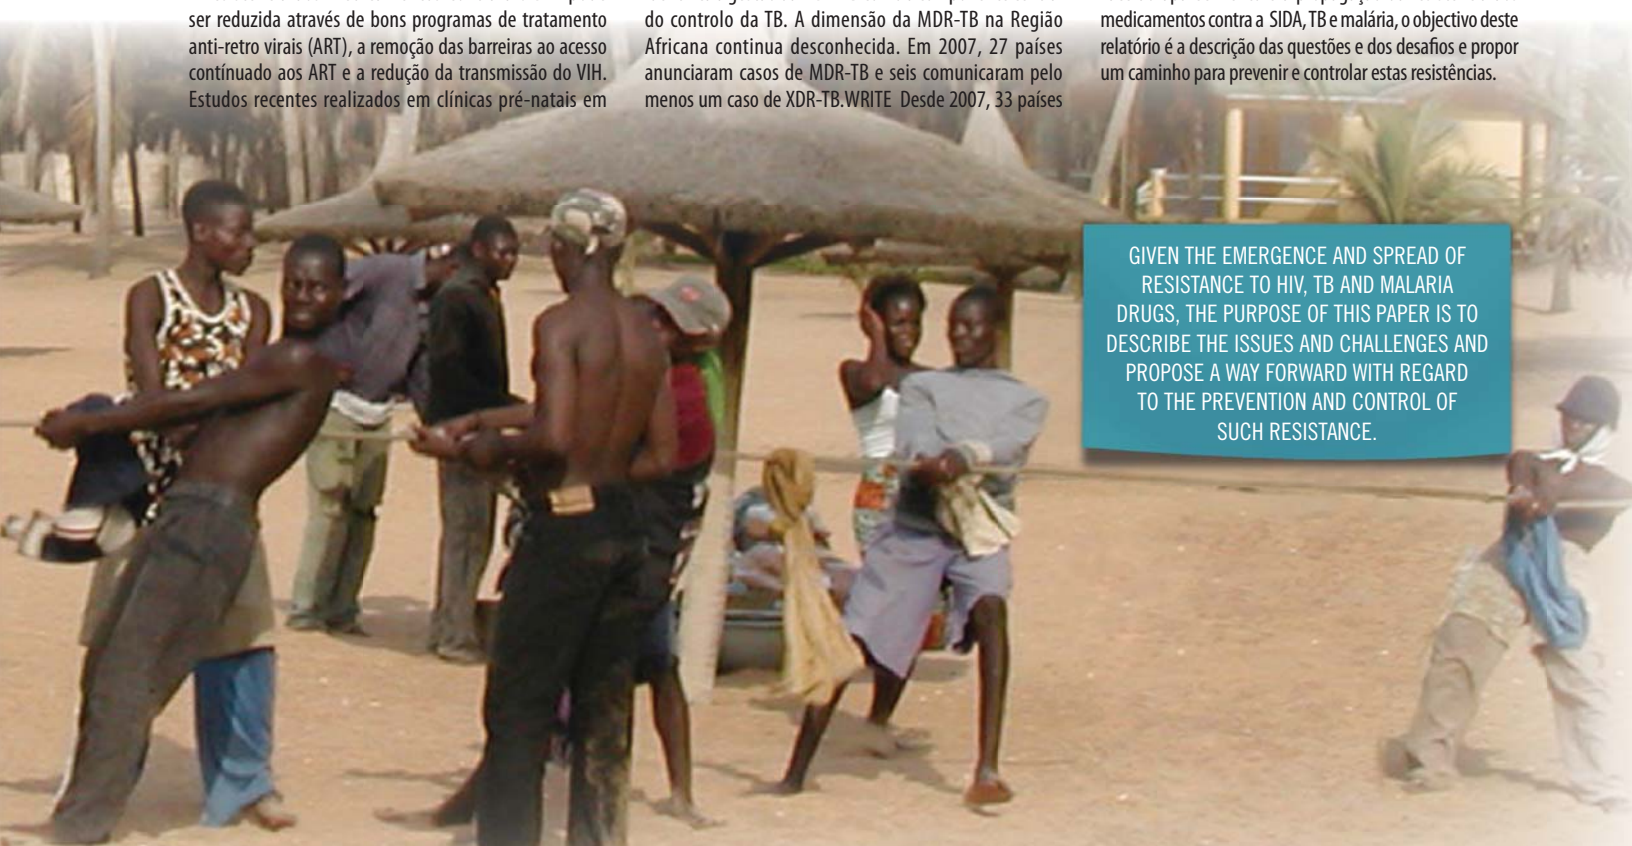 ser reduzida através de bons programas de tratamento
anti-retro virais (ART), a remoção das barreiras ao acesso
contínuado aos ART e a redução da transmissão do VIH.
Estudos recentes realizados em clínicas pré-natais em
do controlo da TB. A dimensão da MDR-TB na Região
Africana continua desconhecida. Em 2007, 27 países
anunciaram casos de MDR-TB e seis comunicaram pelo
menos um caso de XDR-TB.WRITE Desde 2007, 33 países
medicamentos contra a SIDA, TB e malária, o objectivo deste
relatório é a descrição das questões e dos desafios e propor
um caminho para prevenir e controlar estas resistências.
GIVEN THE EMERGENCE AND SPREAD OF
RESISTANCE TO HIV, TB AND MALARIA
DRUGS, THE PURPOSE OF THIS PAPER IS TO
DESCRIBE THE ISSUES AND CHALLENGES AND
PROPOSE A WAY FORWARD WITH REGARD
TO THE PREVENTION AND CONTROL OF
SUCH RESISTANCE.